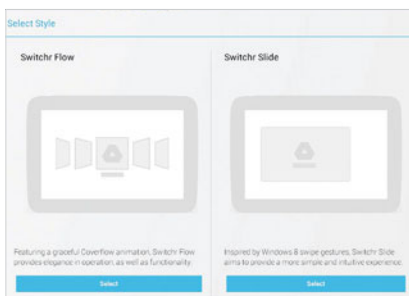 Select Style
Switchr Flow
Switchr Slide
Featuring a graceful Coverflow animation, Switchr Flow
provides elegance in operation, as well as functionality.
Inspired by Windows 8 swipe gestures, Switchr Slide
aims to provide a more simple and intuitive experience.
Select
Select